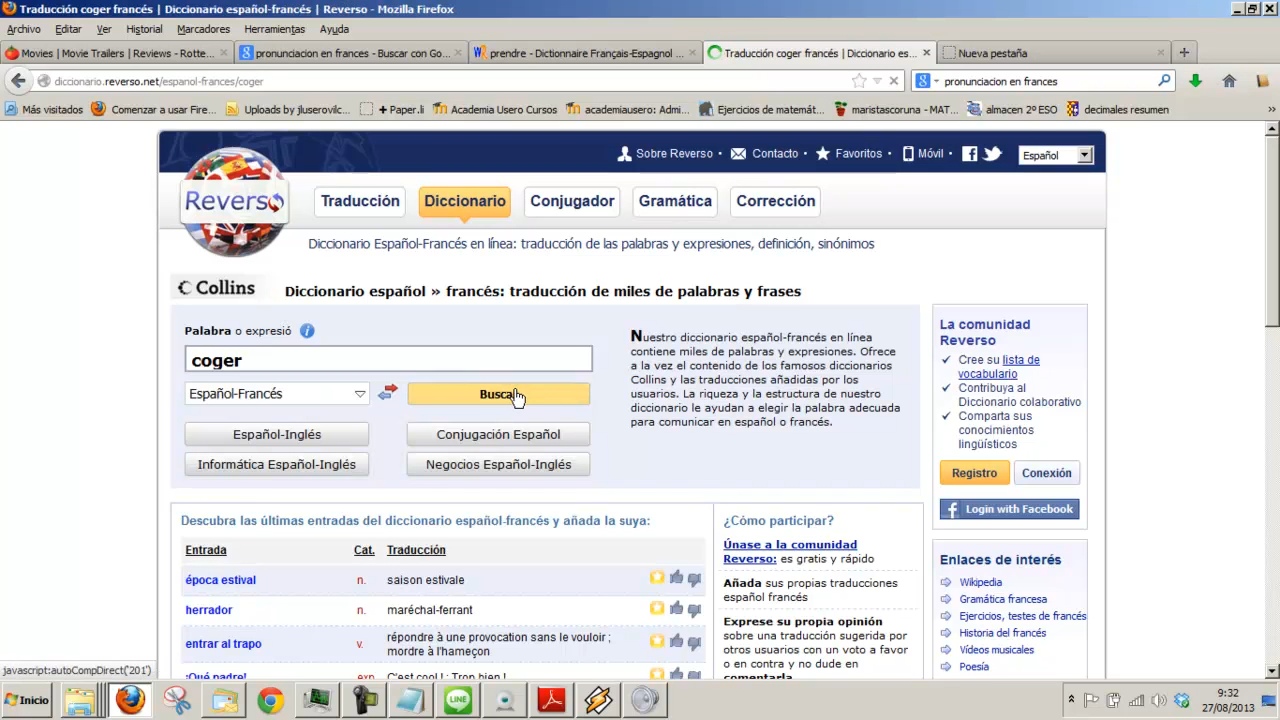 Traducción coger francés | Diccionario español-francés | Reverso - Mozilla Firefox
Archivo Editar Ver Historial Marcadores Herramientas Ayuda
Movies | Movie Trailers | Reviews - Rotte...
pronunciacion en frances - Buscar con Go...
prendre - Dictionnaire Français-Espagnol ...
Traducción coger francés | Diccionario es...
Nueva pestaña
diccionario.reverso.net/espanol-frances/coger
pronunciacion en frances
Más visitados Comenzar a usar Fire... Uploads by jluserovilc... + Paper.li Academia Usero Cursos academiausero: Admi... Ejercicios de matemát... maristascoruna - MAT... almacen 2º ESO decimales resumen
Sobre Reverso • Contacto • Favoritos • Móvil • Español
Reverso
Traducción Diccionario Conjugador Gramática Corrección
Diccionario Español-Francés en línea: traducción de las palabras y expresiones, definición, sinónimos
Collins
Diccionario español » francés: traducción de miles de palabras y frases
Palabra o expresió
coger
Español-Francés
Español-Inglés Conjugación Español
Informática Español-Inglés Negocios Español-Inglés
Nuestro diccionario español-francés en línea
contiene miles de palabras y expresiones. Ofrece
a la vez el contenido de los famosos diccionarios
Collins y las traducciones añadidas por los
usuarios. La riqueza y la estructura de nuestro
diccionario le ayudan a elegir la palabra adecuada
para comunicar en español o francés.
La comunidad
Reverso
Cree su lista de
vocabulario
Contribuya al
Diccionario colaborativo
Comparta sus
conocimientos
lingüísticos
Registro Conexión
Login with Facebook
Descubra las últimas entradas del diccionario español-francés y añada la suya:
Entrada Cat. Traducción
época estival n. saison estivale
herrador n. maréchal-ferrant
entrar al trapo v. répondre à une provocation sans le vouloir ;
mordre à l'hameçon
¡Qué padre! exp. C'est cool ! ; Trop bien !
¿Cómo participar?
Únase a la comunidad
Reverso: es gratis y rápido
Añada sus propias traducciones
español francés
Exprese su propia opinión
sobre una traducción sugerida por
otros usuarios con un voto a favor
o en contra y no dude en
comentarla.
Enlaces de interés
Wikipedia
Gramática francesa
Ejercicios, testes de francés
Historia del francés
Vídeos musicales
Poesía
javascript:autoCompDirect('201')
Inicio
LINE
9:32
27/08/2013